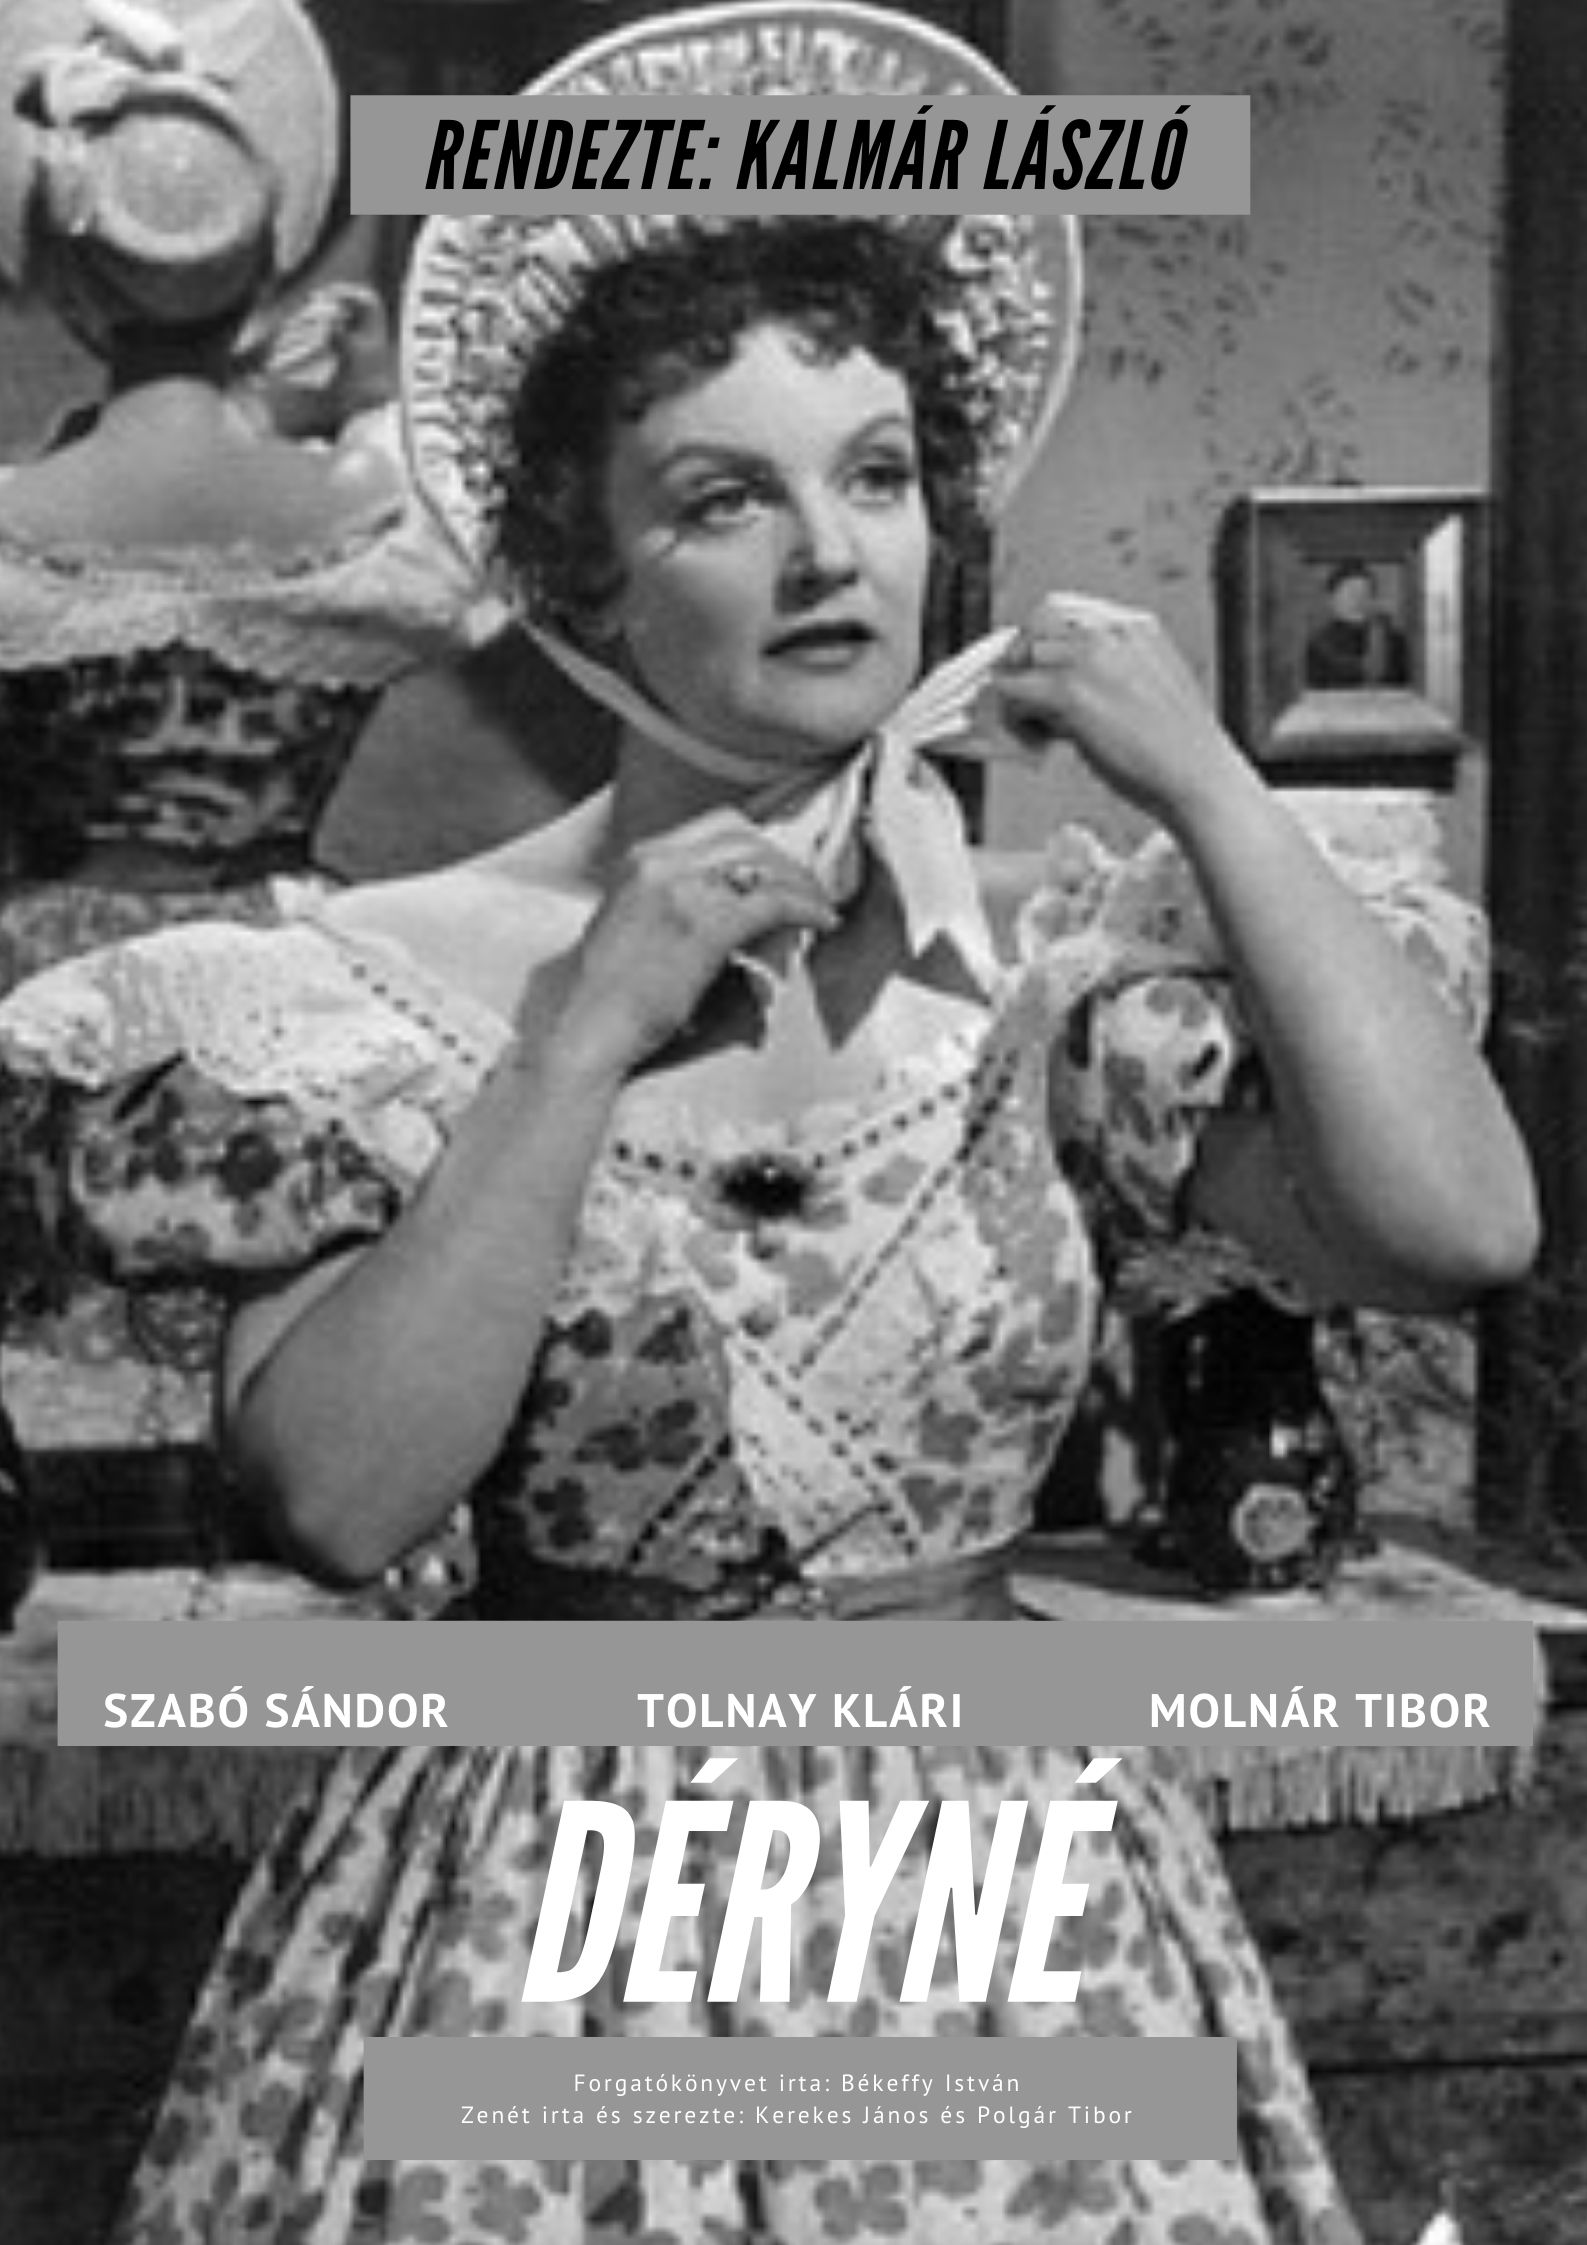 RENDEZTE: KALMÁR LÁSZLÓ
SZABÓ SÁNDOR TOLNAY KLÁRI MOLNÁR TIBOR
DÉRYNÉ
Forgatókönyvet irta: Békeffy István
Zenét irta és szerezte: Kerekes János és Polgár Tibor